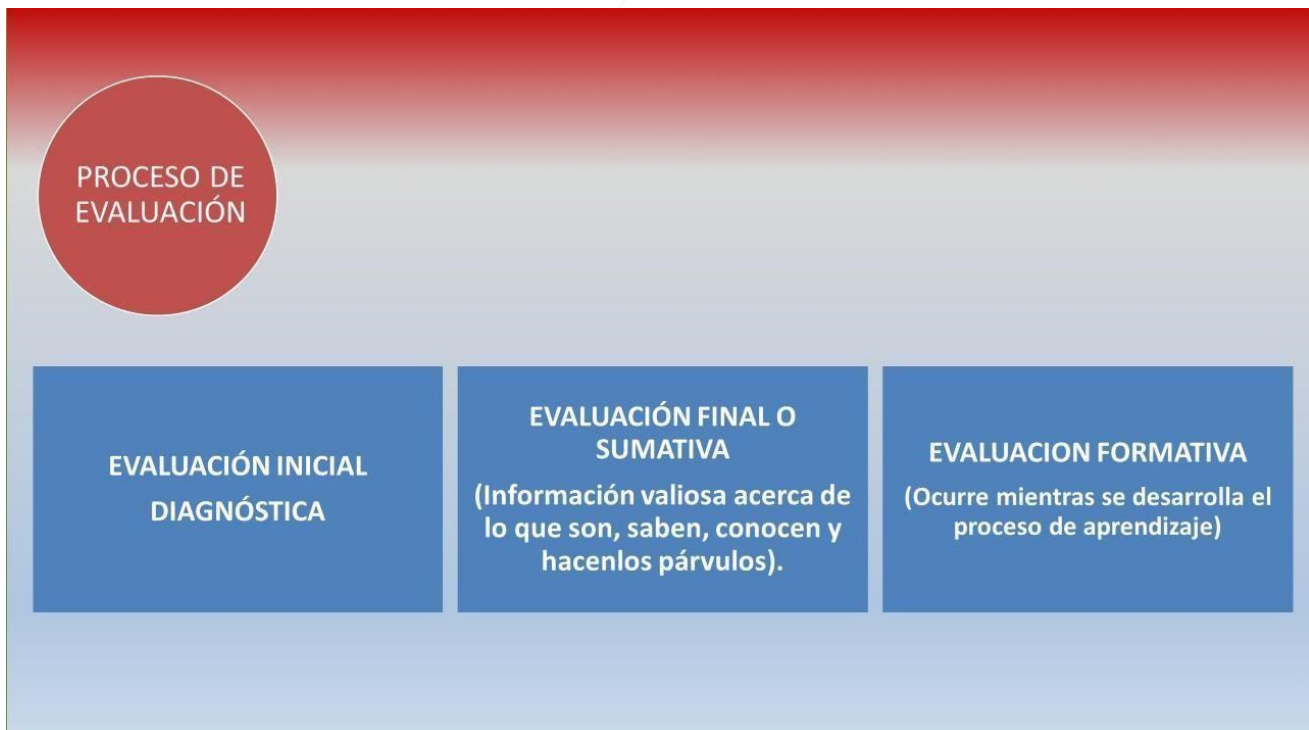 PROCESO DE
EVALUACIÓN
EVALUACIÓN INICIAL
DIAGNÓSTICA
EVALUACIÓN FINAL O
SUMATIVA
(Información valiosa acerca de
lo que son, saben, conocen y
hacenlos párvulos).
EVALUACION FORMATIVA
(Ocurre mientras se desarrolla el
proceso de aprendizaje)